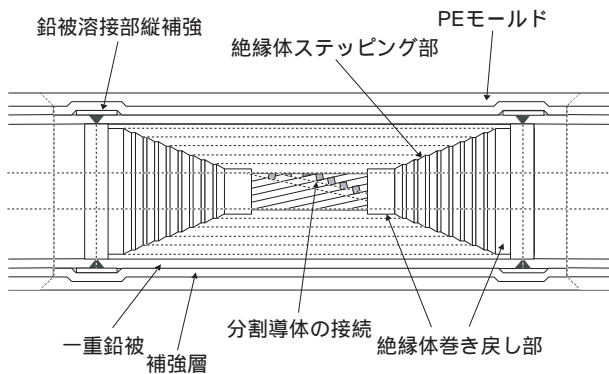 鉛被溶接部縦補強
PEモールド
絶縁体ステッピング部
分割導体の接続
絶縁体巻き戻し部
一重鉛被
補強層